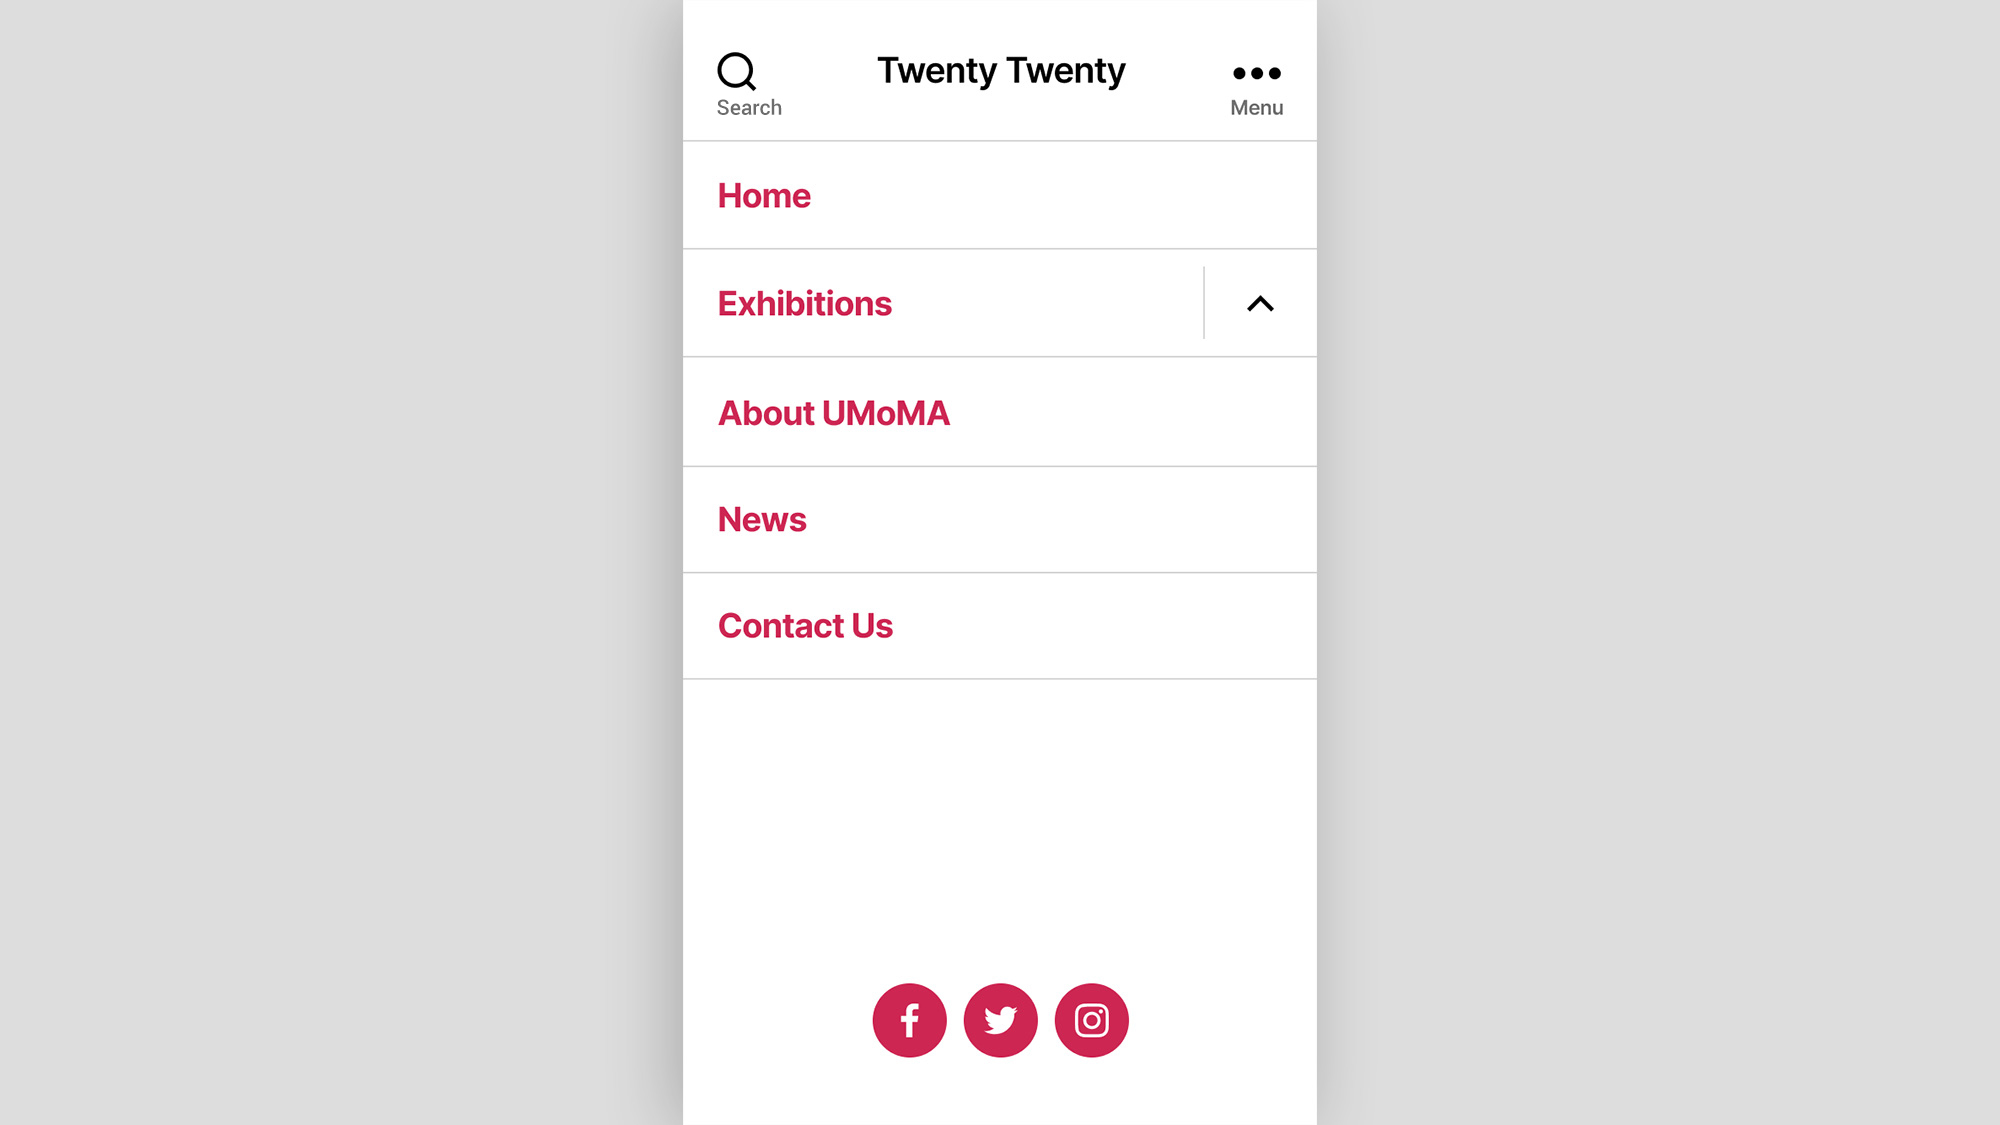 Twenty Twenty
Search
Menu
Home
Exhibitions
About UMoMA
News
Contact Us